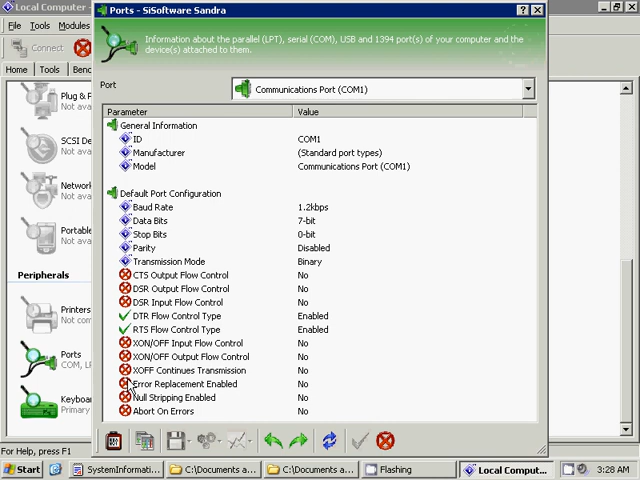 Local Computer -
Ports - SiSoftware Sandra
File Tools Modules
Information about the parallel (LPT), serial (COM), USB and 1394 port(s) of your computer and the
device(s) attached to them.
Connect
Home Tools
Port
Communications Port (COM1)
Parameter Value
General Information
ID COM1
Manufacturer (Standard port types)
Model Communications Port (COM1)
Default Port Configuration
Baud Rate 1.2kbps
Data Bits 7-bit
Stop Bits 0-bit
Parity Disabled
Transmission Mode Binary
CTS Output Flow Control No
DSR Output Flow Control No
DSR Input Flow Control No
DTR Flow Control Type Enabled
RTS Flow Control Type Enabled
XON/OFF Input Flow Control No
XON/OFF Output Flow Control No
XOFF Continues Transmission No
Error Replacement Enabled No
Null Stripping Enabled No
Abort On Errors No
Plug & F
Not ava
SCSI De
Not ava
Network
Not ava
Portable
Not ava
Peripherals
Printers
Not com
Ports
COM, LP
Keyboar
Primary
For Help, press F1
Start SystemInformati... C:\Documents a... C:\Documents a... Flashing Local Comput... 3:28 AM